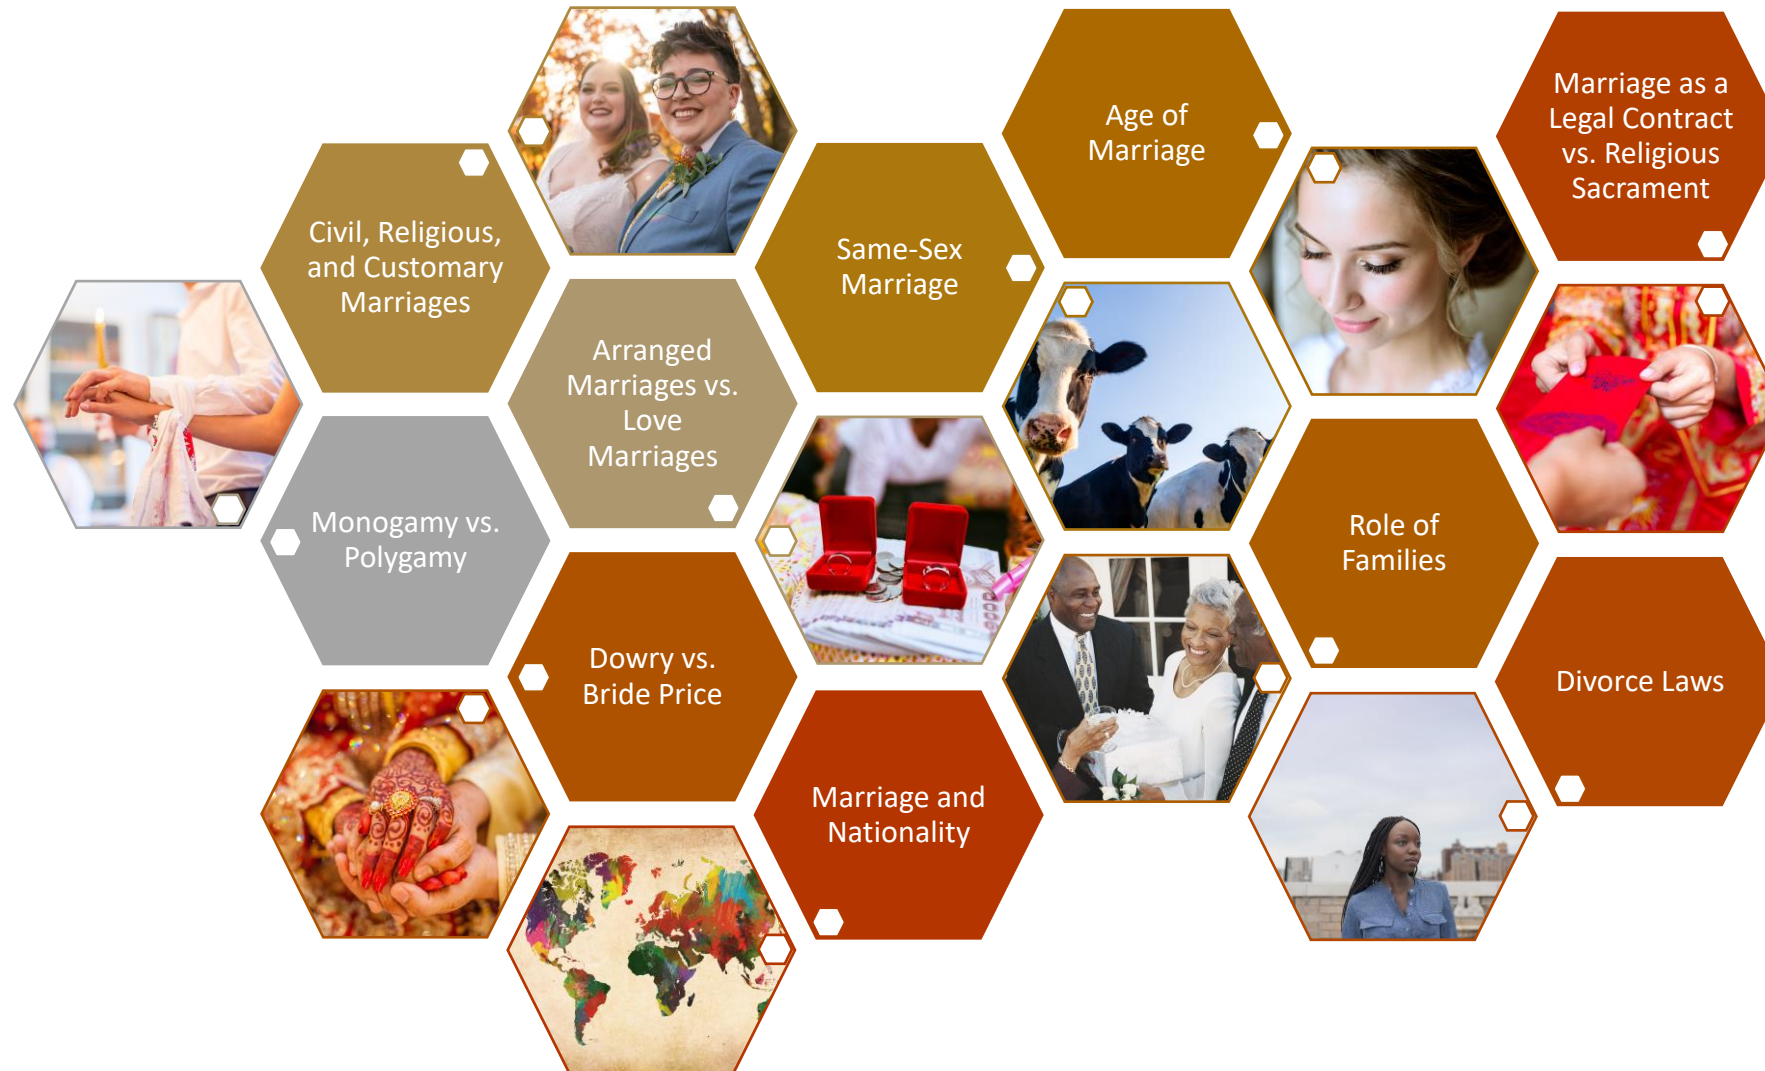 Civil, Religious,
and Customary
Marriages
Monogamy vs.
Polygamy
Arranged
Marriages vs.
Love
Marriages
Dowry vs.
Bride Price
Same-Sex
Marriage
Marriage and
Nationality
Age of
Marriage
Role of
Families
Marriage as a
Legal Contract
vs. Religious
Sacrament
Divorce Laws